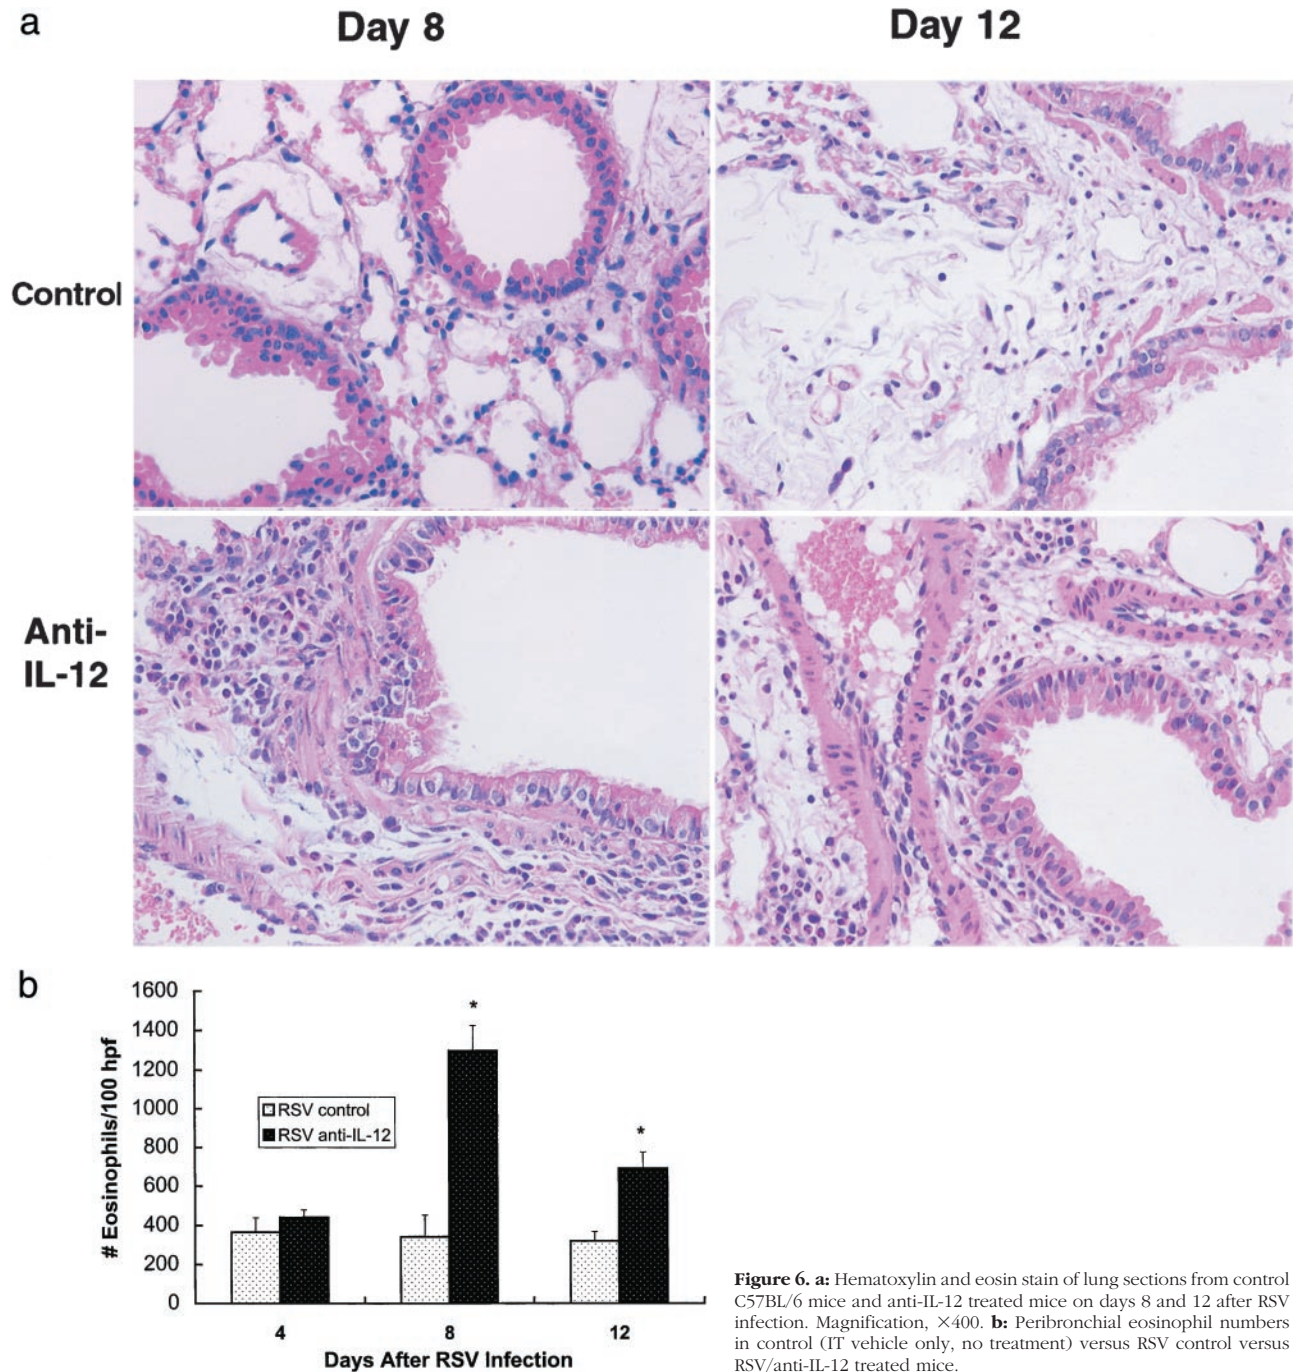 a
Day 8
Day 12
Control
Anti-
IL-12
b
# Eosinophils/100 hpf
1600
1400
1200
1000
800
600
400
200
0
*
*
RSV control
RSV anti-IL-12
4
8
12
Days After RSV Infection
Figure 6. a: Hematoxylin and eosin stain of lung sections from control
C57BL/6 mice and anti-IL-12 treated mice on days 8 and 12 after RSV
infection. Magnification, ×400. b: Peribronchial eosinophil numbers
in control (IT vehicle only, no treatment) versus RSV control versus
RSV/anti-IL-12 treated mice.